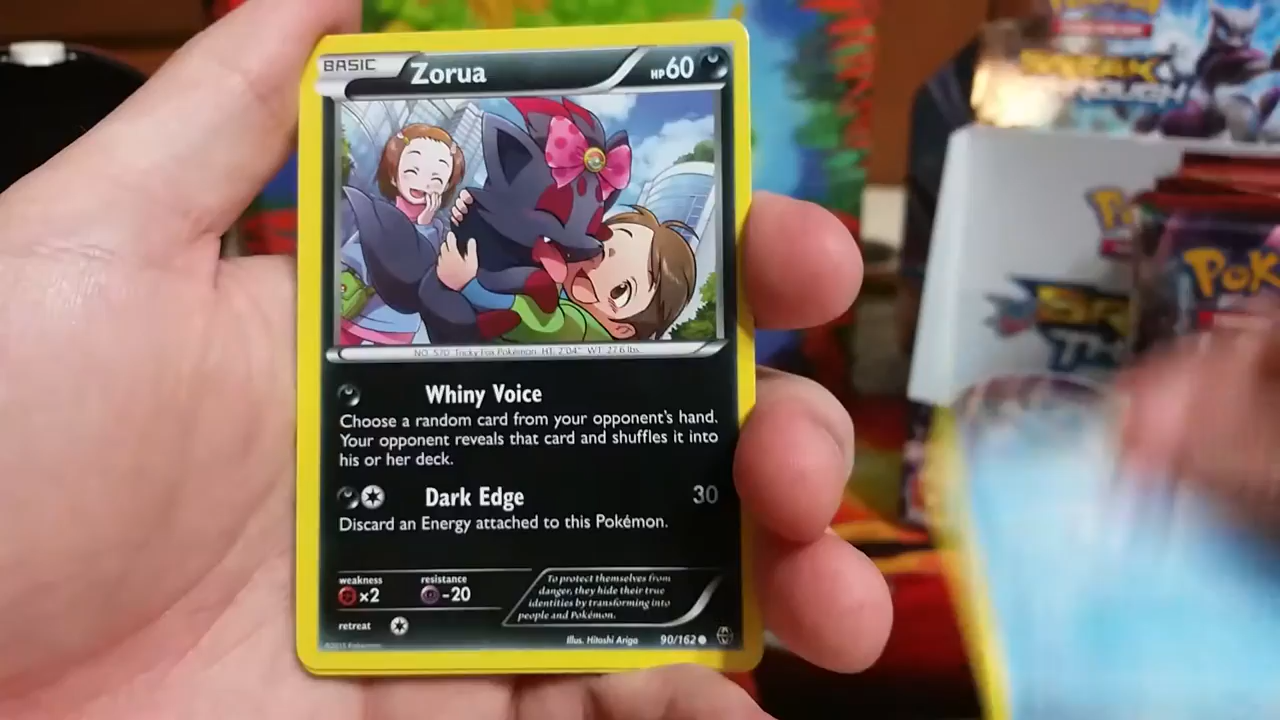 BASIC
Zorua
HP60
NO. 570 Tricky Fox Pokémon HT: 2'04" WT: 27.6 lbs.
Whiny Voice
Choose a random card from your opponent's hand.
Your opponent reveals that card and shuffles it into
his or her deck.
Dark Edge 30
Discard an Energy attached to this Pokémon.
weakness
×2
resistance
-20
retreat
To protect themselves from
danger, they hide their true
identities by transforming into
people and Pokémon.
Illus. Hitoshi Ariga
90/162
©2015 Pokémon
POK